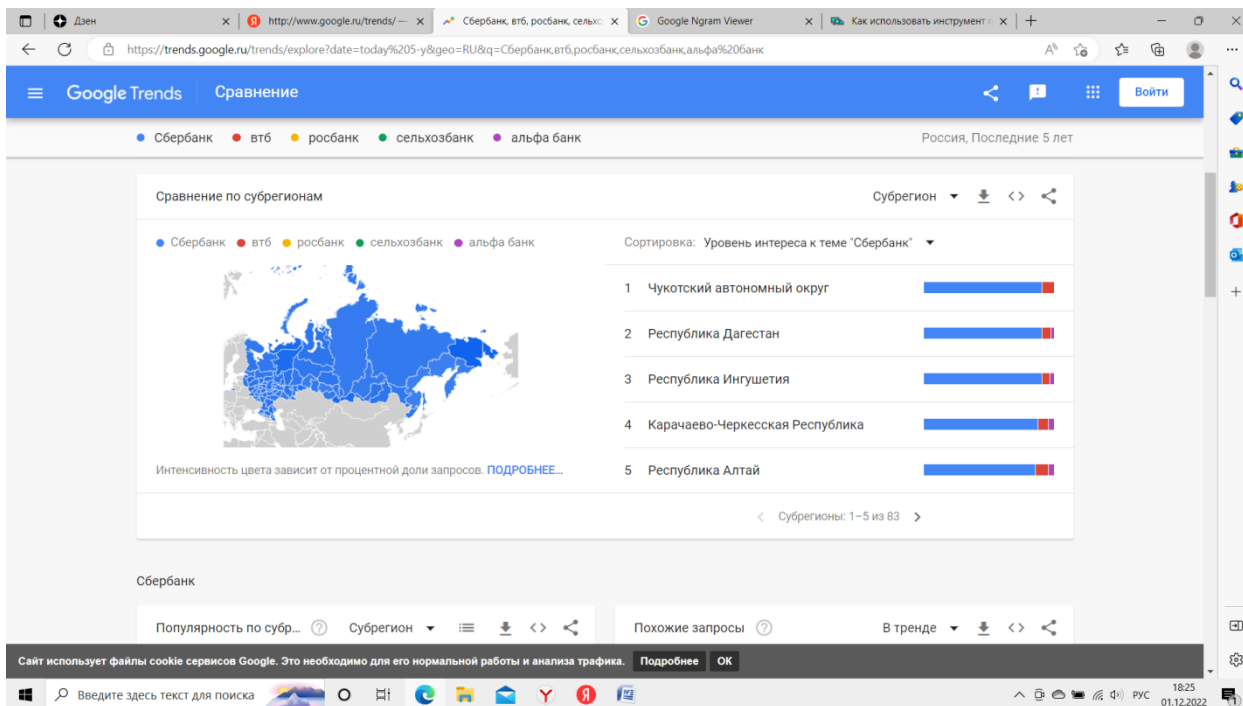 Дзен
http://www.google.ru/trends/ —
Сбербанк, втб, росбанк, сельхо
Google Ngram Viewer
Как использовать инструмент
https://trends.google.ru/trends/explore?date=today%205-y&geo=RU&q=Сбербанк,втб,росбанк,сельхозбанк,альфа%20банк
Google Trends Сравнение
Войти
Сбербанк втб росбанк сельхозбанк альфа банк
Россия, Последние 5 лет
Сравнение по субрегионам
Субрегион
Сбербанк втб росбанк сельхозбанк альфа банк
Сортировка: Уровень интереса к теме "Сбербанк"
1 Чукотский автономный округ
2 Республика Дагестан
3 Республика Ингушетия
4 Карачаево-Черкесская Республика
5 Республика Алтай
Интенсивность цвета зависит от процентной доли запросов. ПОДРОБНЕЕ...
Субрегионы: 1–5 из 83
Сбербанк
Популярность по субр... Субрегион
Похожие запросы В тренде
Сайт использует файлы cookie сервисов Google. Это необходимо для его нормальной работы и анализа трафика. Подробнее ОК
Введите здесь текст для поиска
РУС
18:25
01.12.2022